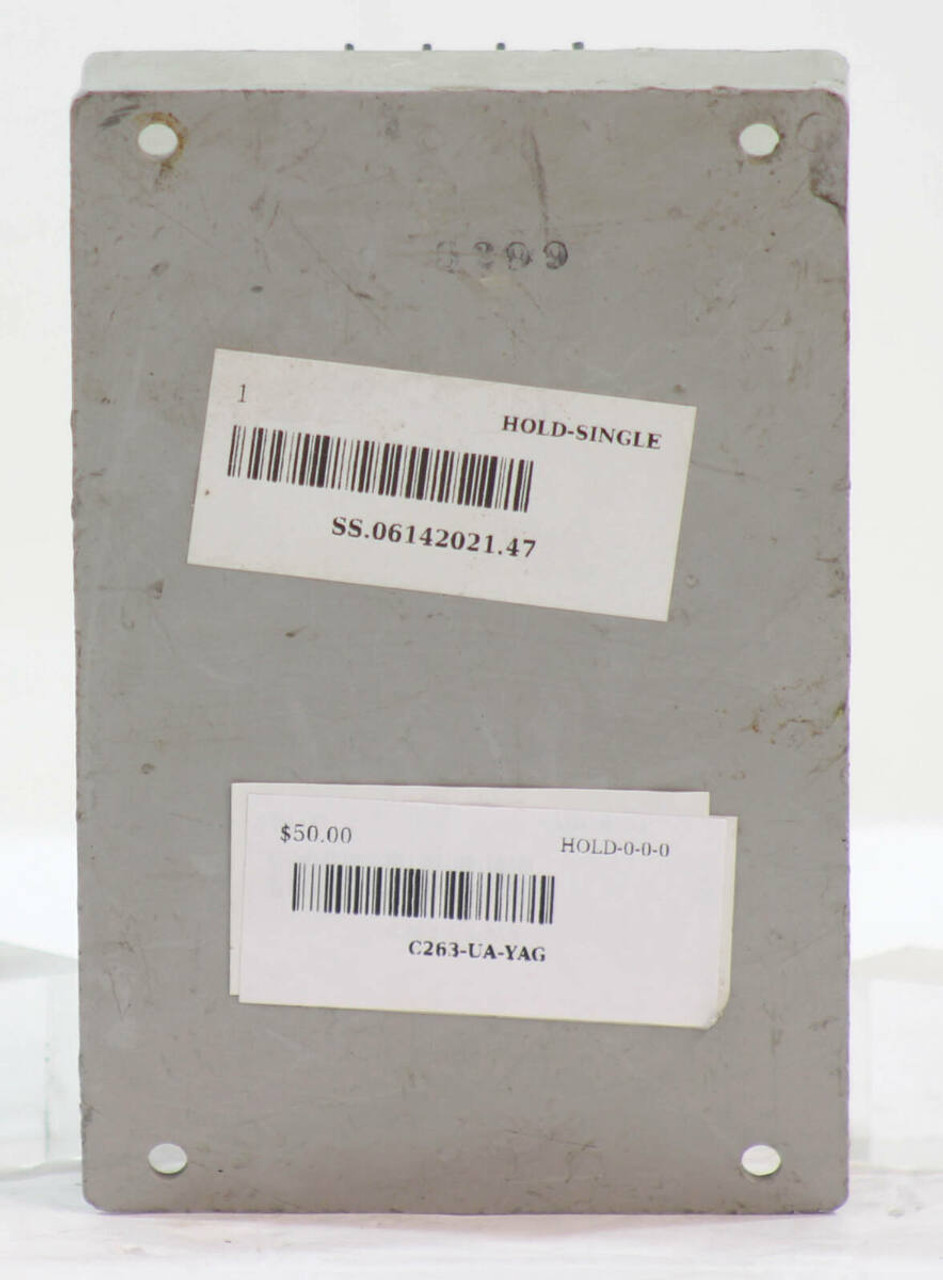 1
HOLD-SINGLE
SS.06142021.47
$50.00
HOLD-0-0-0
C263-UA-YAG